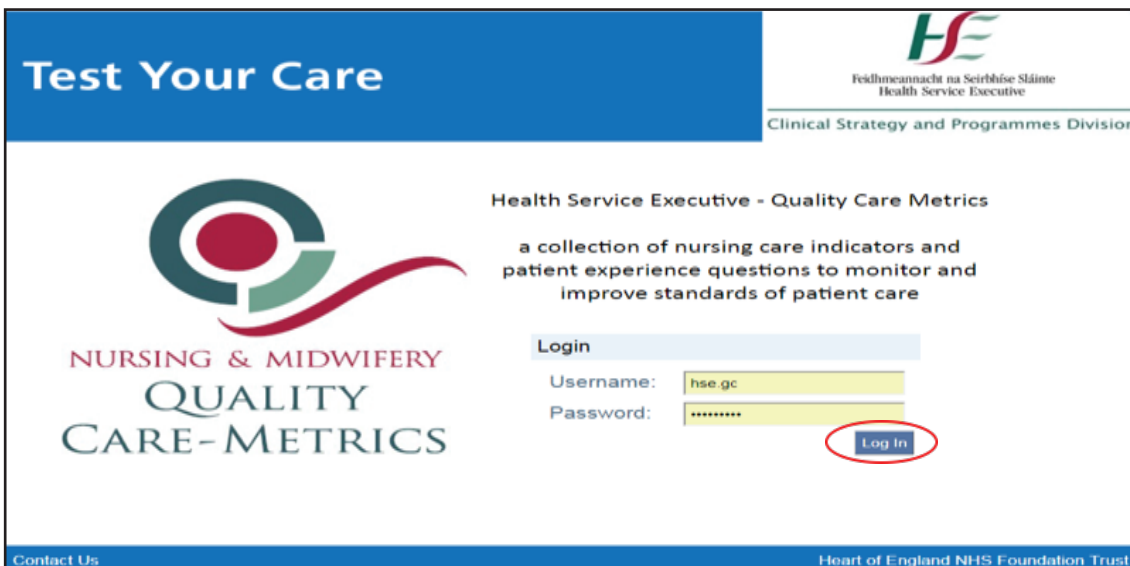 Test Your Care
HSE
Feidhmeannacht na Seirbhíse Sláinte
Health Service Executive
Clinical Strategy and Programmes Division
Health Service Executive - Quality Care Metrics
a collection of nursing care indicators and
patient experience questions to monitor and
improve standards of patient care
NURSING & MIDWIFERY
QUALITY
CARE-METRICS
Login
Username: hse.gc
Password: •••••••••
Log In
Contact Us
Heart of England NHS Foundation Trust